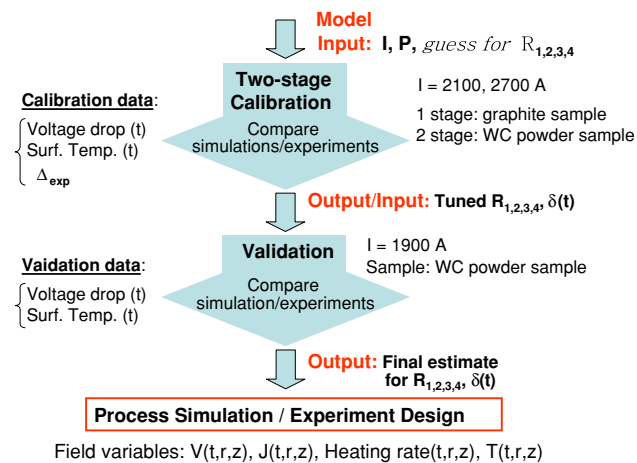 Model
Input: I, P, guess for R1,2,3,4
Two-stage
Calibration
Compare
simulations/experiments
Calibration data:
Voltage drop (t)
Surf. Temp. (t)
Δexp
I = 2100, 2700 A
1 stage: graphite sample
2 stage: WC powder sample
Output/Input: Tuned R1,2,3,4, δ(t)
Validation
Compare
simulation/experiments
Vaidation data:
Voltage drop (t)
Surf. Temp. (t)
I = 1900 A
Sample: WC powder sample
Output: Final estimate
for R1,2,3,4, δ(t)
Process Simulation / Experiment Design
Field variables: V(t,r,z), J(t,r,z), Heating rate(t,r,z), T(t,r,z)